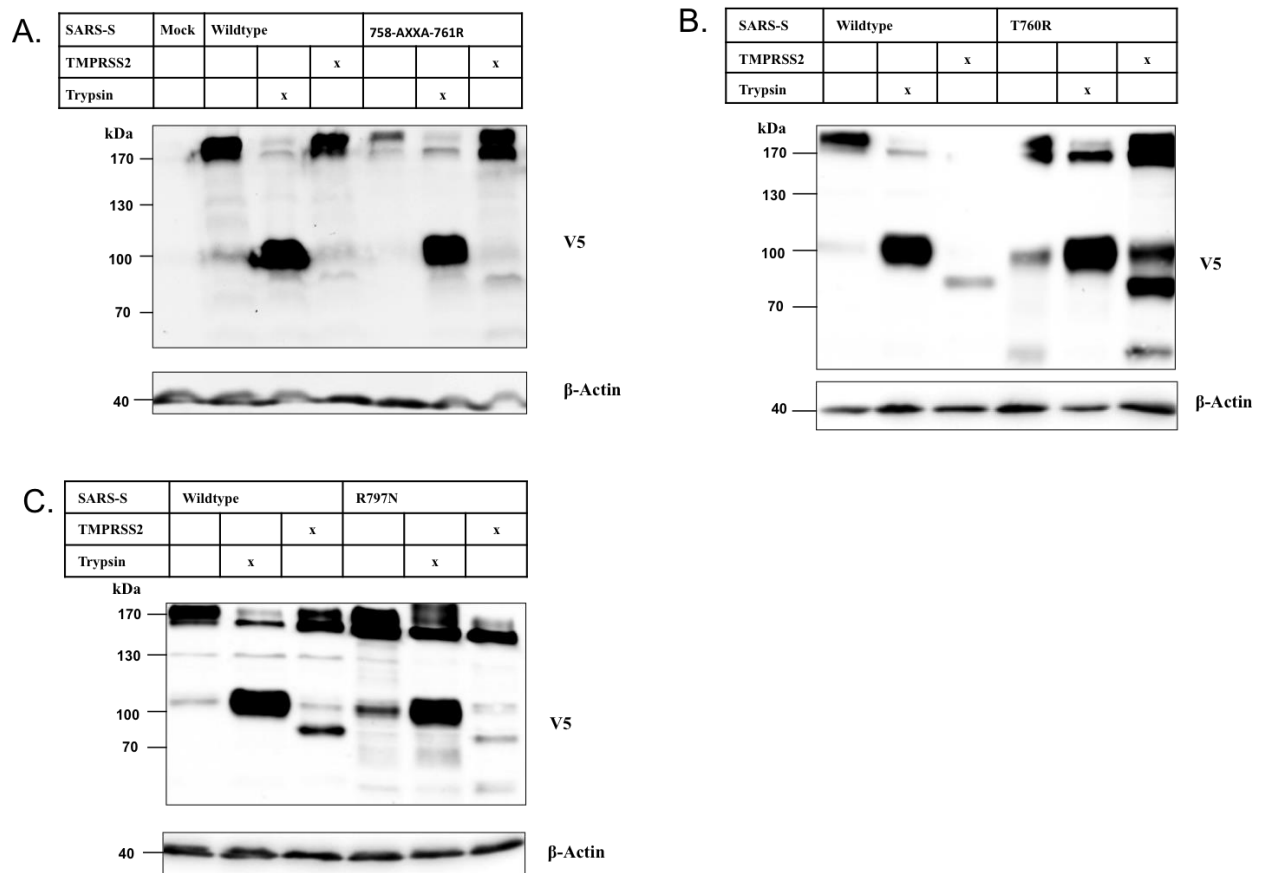 A.
SARS-S Mock Wildtype 758-AXXA-761R
TMPRSS2 x x
Trypsin x x
kDa
170
130
100
70
V5
40
β-Actin
B.
SARS-S Wildtype T760R
TMPRSS2 x x
Trypsin x x
kDa
170
130
100
70
V5
40
β-Actin
C.
SARS-S Wildtype R797N
TMPRSS2 x x
Trypsin x x
kDa
170
130
100
70
V5
40
β-Actin